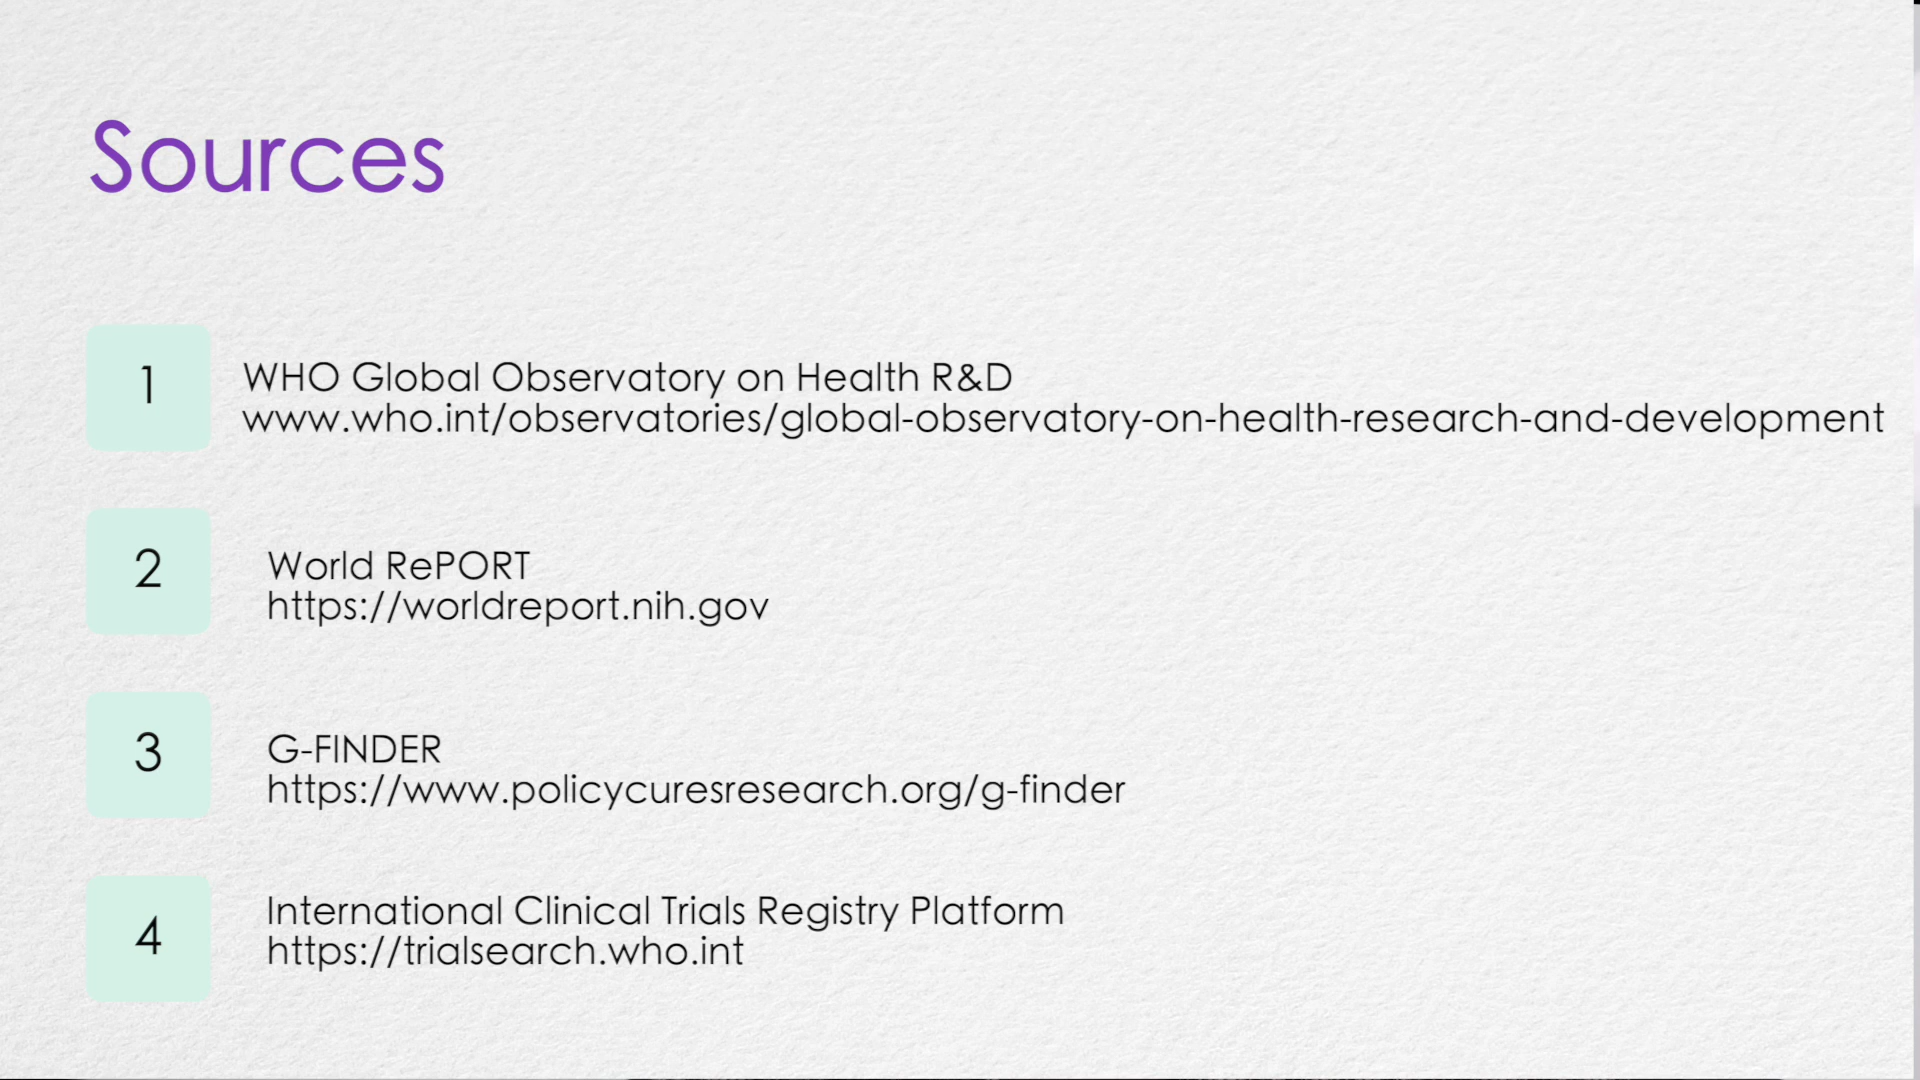 Sources
1
WHO Global Observatory on Health R&D
www.who.int/observatories/global-observatory-on-health-research-and-development
2
World RePORT
https://worldreport.nih.gov
3
G-FINDER
https://www.policycuresresearch.org/g-finder
4
International Clinical Trials Registry Platform
https://trialsearch.who.int